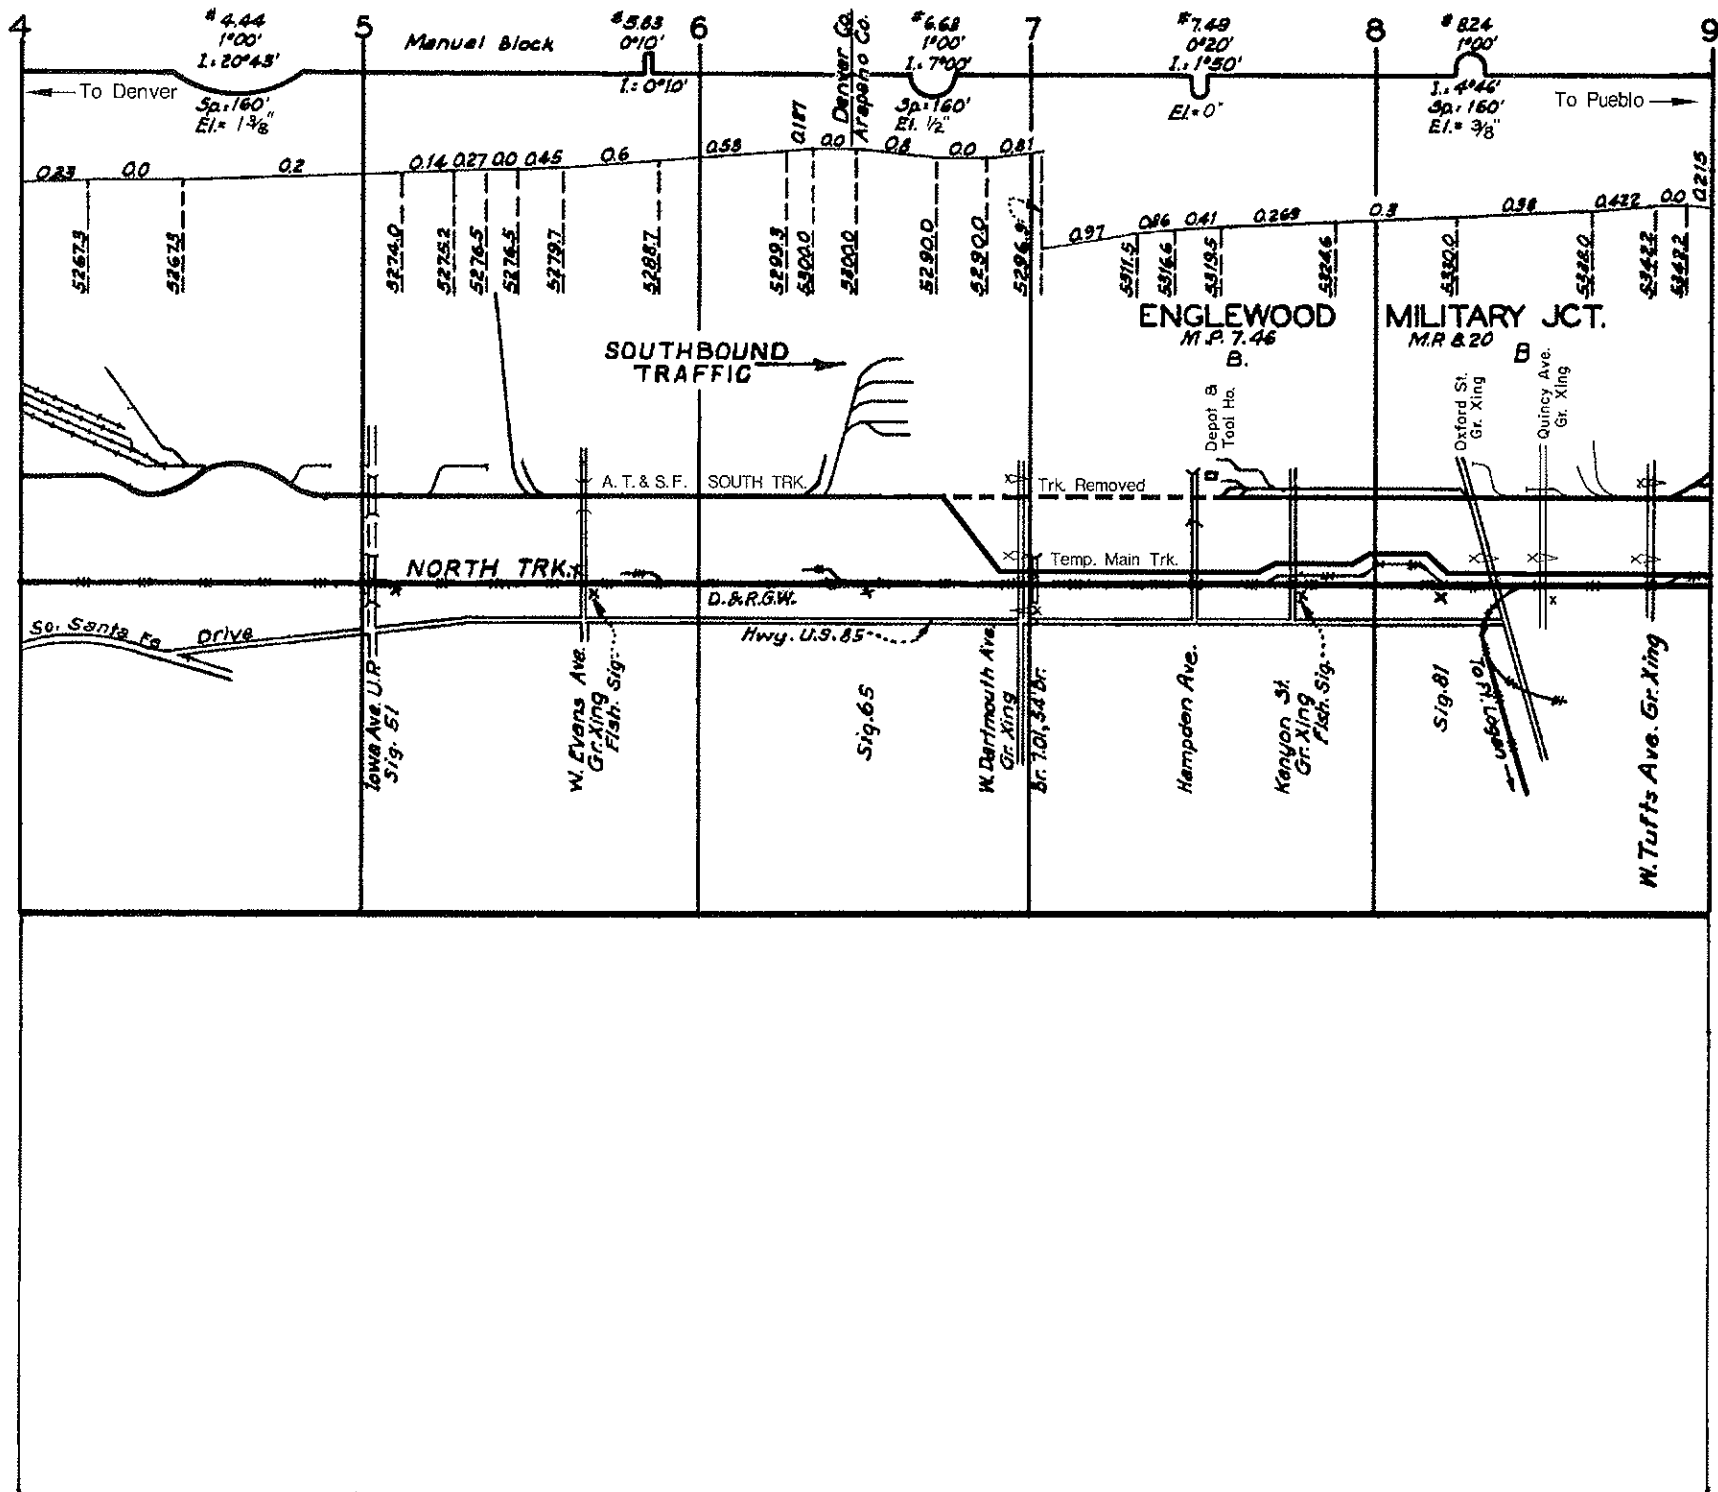 4
5
6
7
8
9
# 4.44
1°00'
I.: 20°43'
Sp.: 160'
El.= 1 3/8"
Manual Block
# 5.83
0°10'
I.: 0°10'
Denver Co.
Arapaho Co.
# 6.68
1°00'
I.: 7°00'
Sp.: 160'
El. 1/2"
# 7.49
0°20'
I.: 1°50'
El.= 0"
# 8.24
1°00'
I.: 4°46'
Sp.: 160'
El.= 3/8"
To Denver
To Pueblo
0.23 0.0 0.2 0.14 0.27 0.0 0.45 0.6 0.58 0.187 0.0 0.8 0.0 0.81
0.97 0.86 0.41 0.269 0.3 0.38 0.422 0.0 0.215
5267.3
5267.3
5274.0
5275.2
5276.5
5276.5
5279.7
5288.7
5299.3
5300.0
5300.0
5290.0
5290.0
5296.9
5311.5
5316.6
5319.5
5324.6
5330.0
5338.0
5342.2
5342.2
ENGLEWOOD
M.P. 7.46
B.
MILITARY JCT.
M.P. 8.20
B
SOUTHBOUND
TRAFFIC
Depot &
Tool Ho.
Oxford St.
Gr. Xing
Quincy Ave.
Gr. Xing
A.T. & S.F. SOUTH TRK.
Trk. Removed
NORTH TRK.
Temp. Main Trk.
D.& R.G.W.
So. Santa Fe Drive
Hwy. U.S. 85
Iowa Ave. U.P.
Sig. 51
W. Evans Ave.
Gr. Xing
Flsh. Sig.
Sig. 65
W. Dartmouth Ave.
Gr. Xing
Br. 7.01, 54' Br.
Hampden Ave.
Kenyon St.
Gr. Xing
Flsh. Sig.
Sig. 81
To Ft. Logan
W. Tufts Ave. Gr. Xing